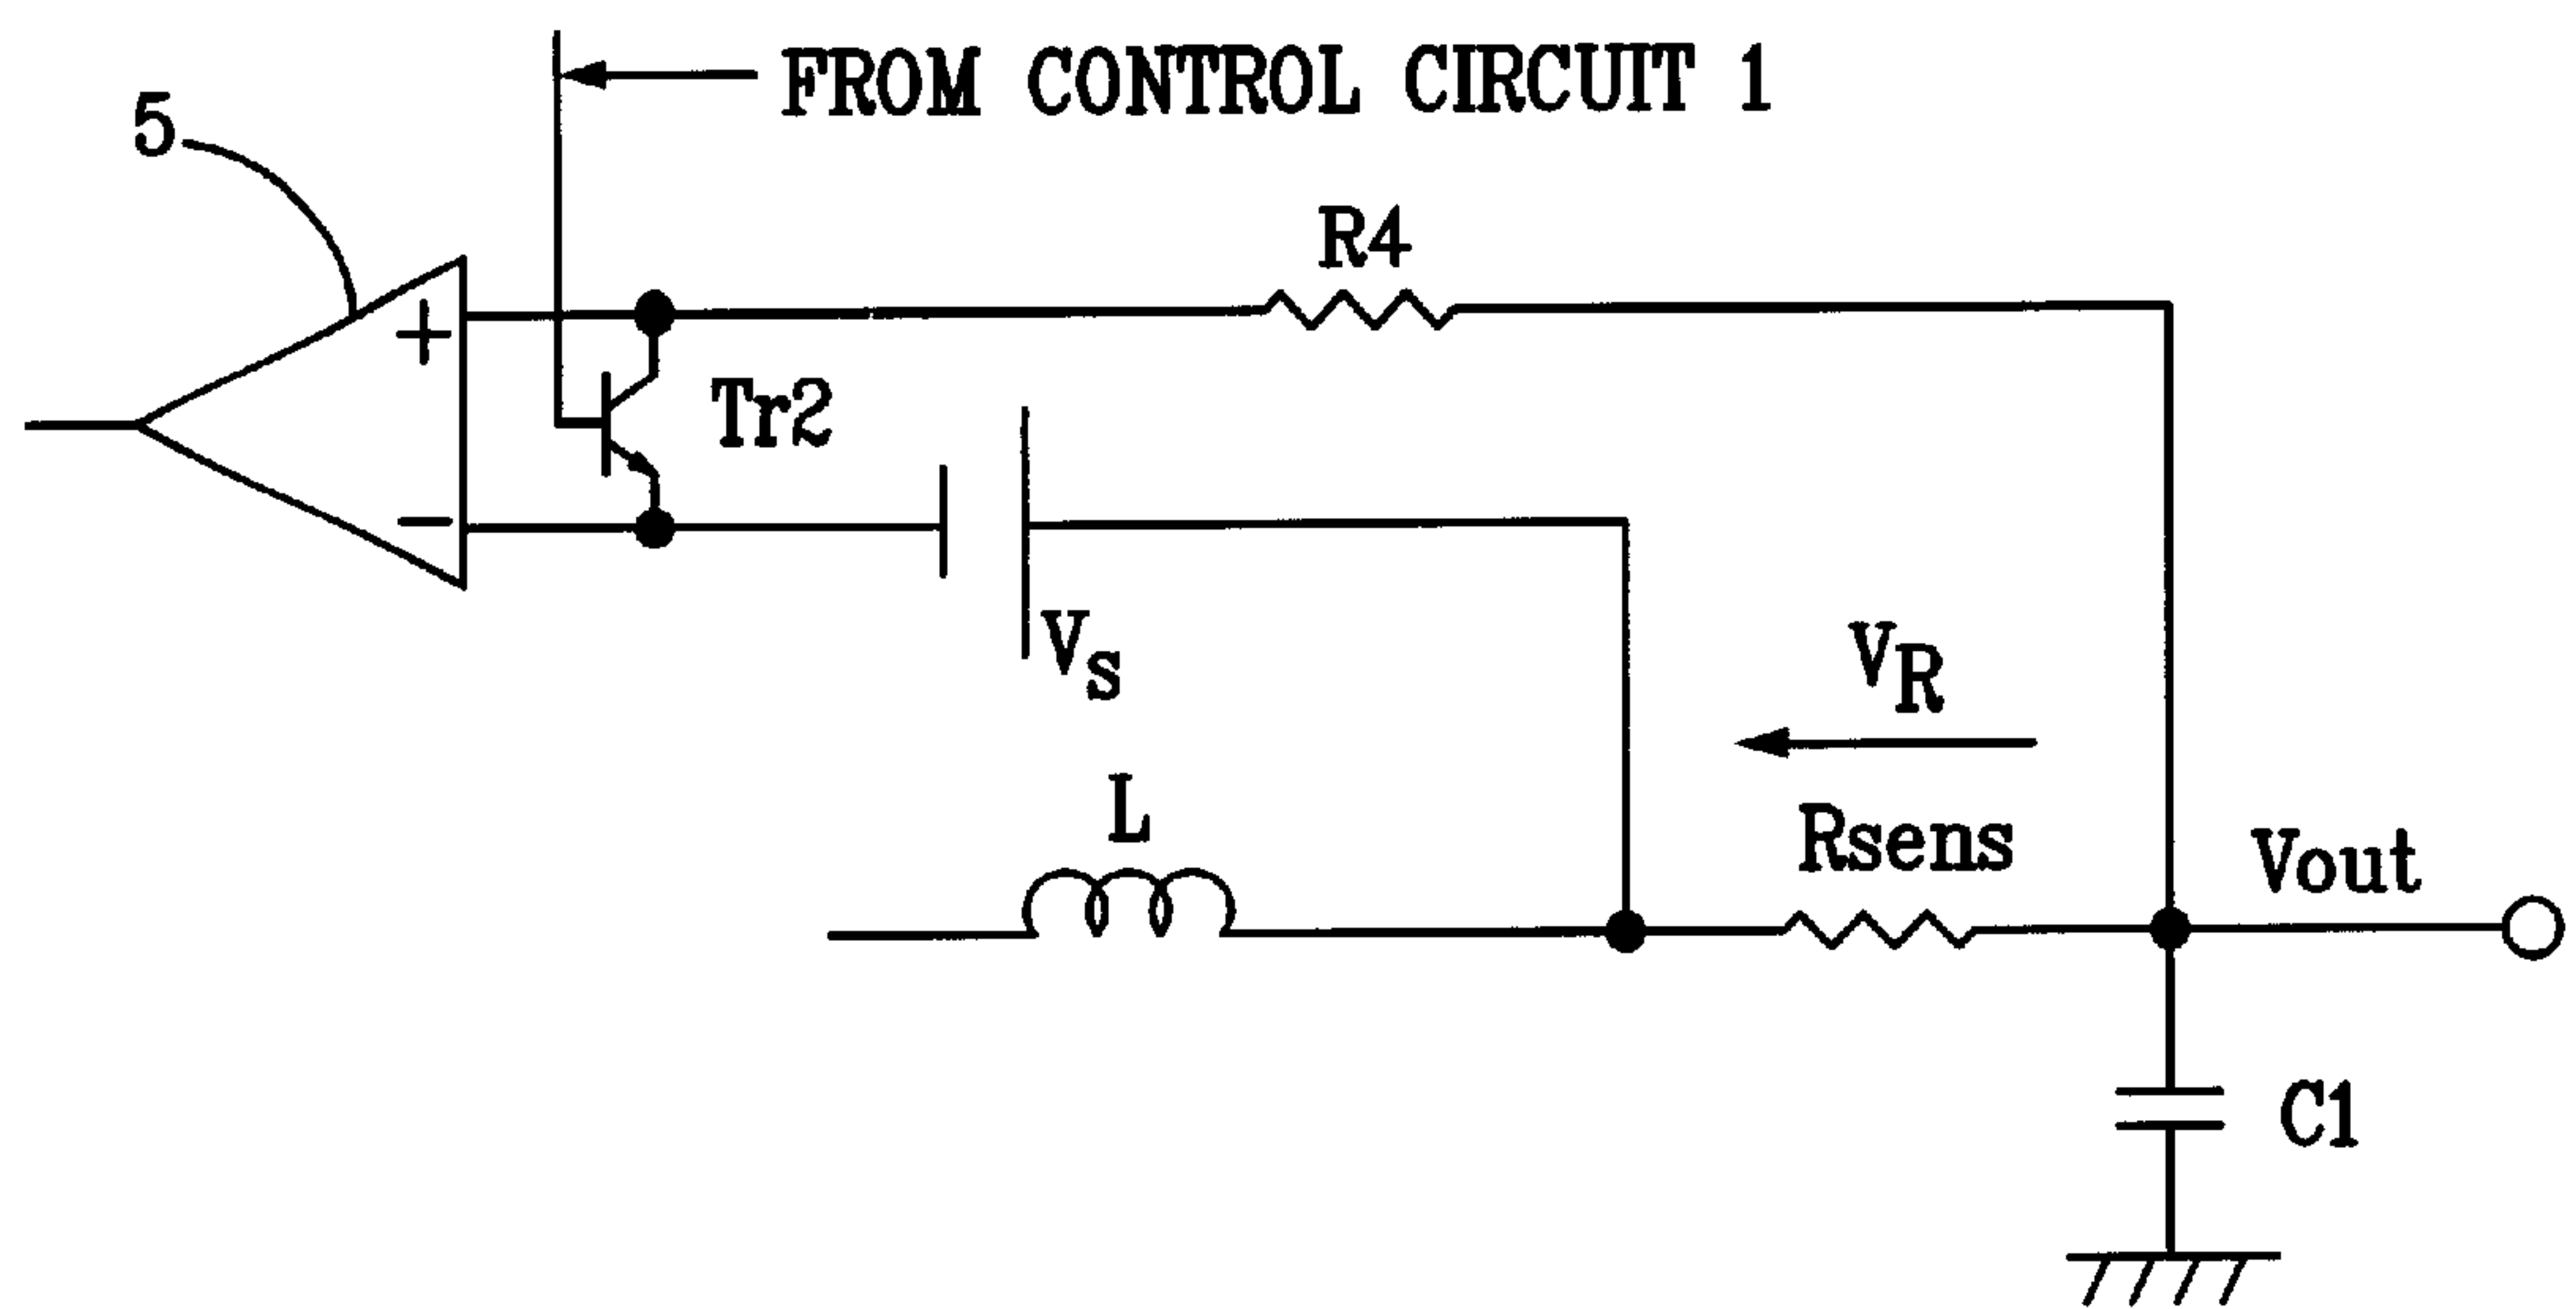 FROM CONTROL CIRCUIT 1
5
R4
+
Tr2
−
Vs
VR
L
Rsens
Vout
C1